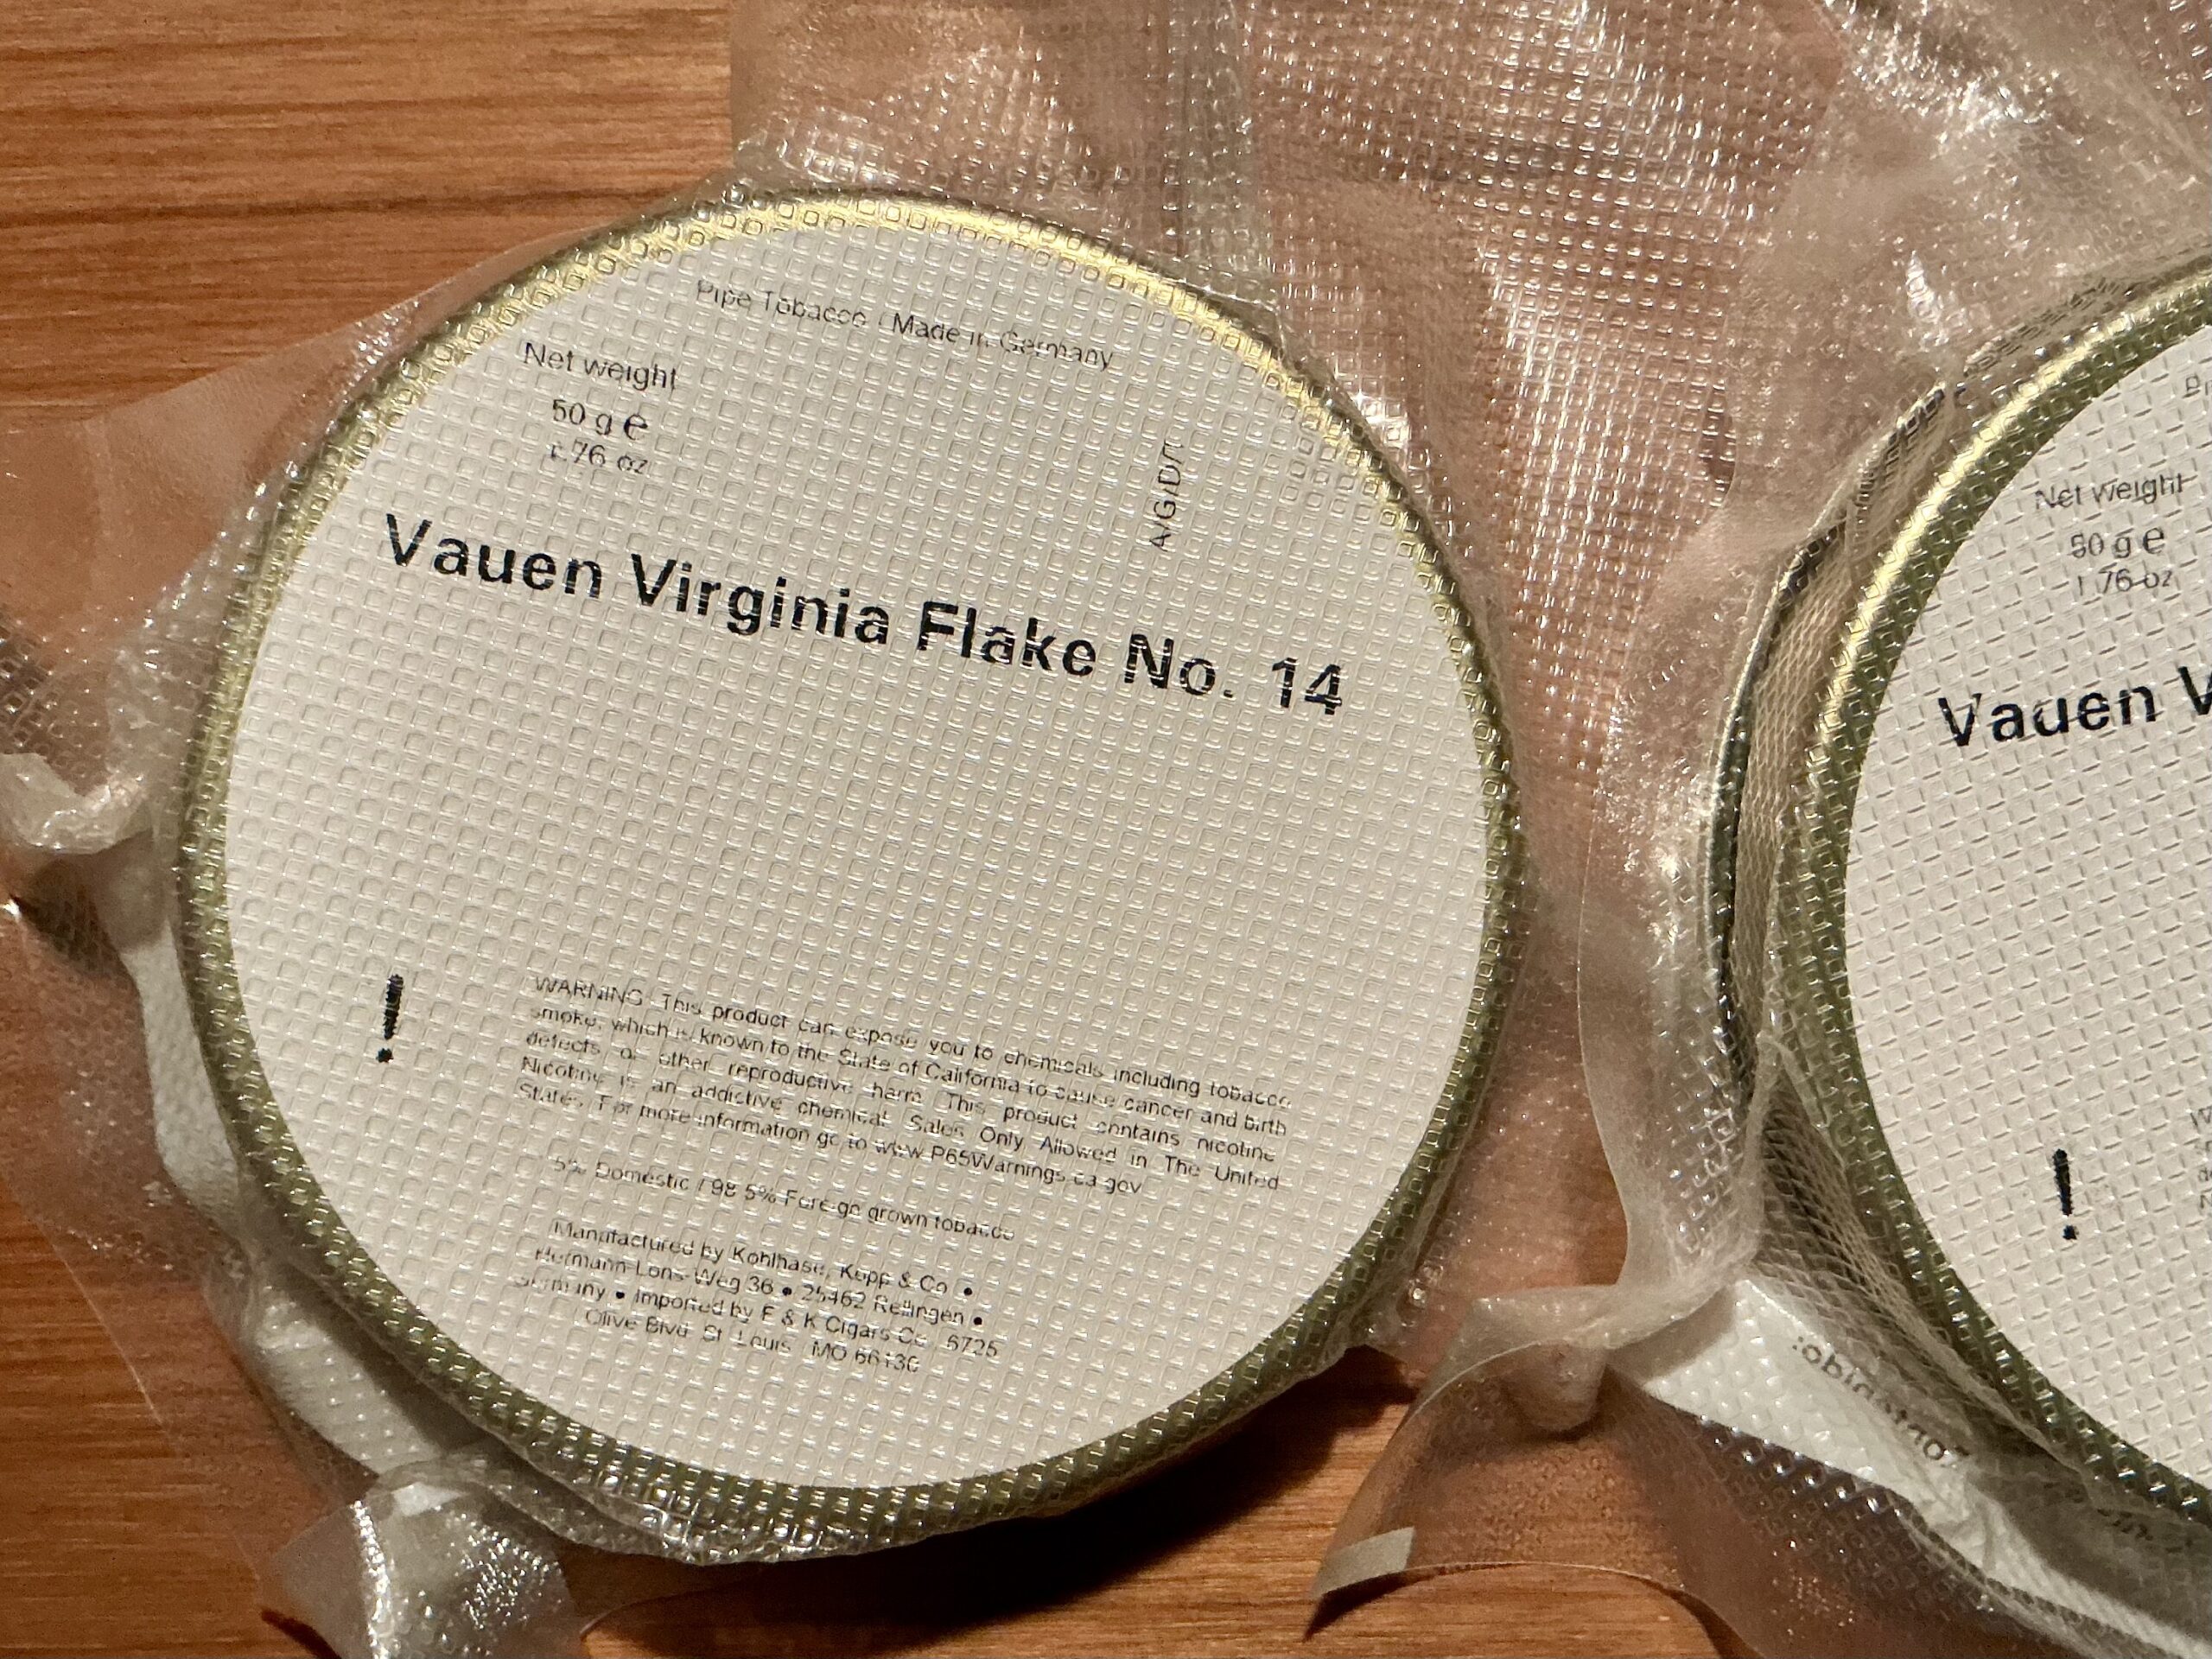 Pipe Tobacco Made in Germany
Net weight
50 g e
1.76 oz
A/G/D/T
Vauen Virginia Flake No. 14
!
WARNING: This product can expose you to chemicals including tobacco
smoke, which is known to the State of California to cause cancer and birth
defects or other reproductive harm. This product contains nicotine.
Nicotine is an addictive chemical. Sales Only Allowed in The United
States. For more information go to www.P65Warnings.ca.gov
5% Domestic / 98.5% Foreign grown tobacco
Manufactured by Kohlhase, Kopp & Co •
Hermann-Löns-Weg 36 • 25462 Rellingen •
Germany • Imported by F & K Cigars Co. 6725
Olive Blvd St. Louis, MO
Net weight
50 g e
1.76 oz
Vauen
!